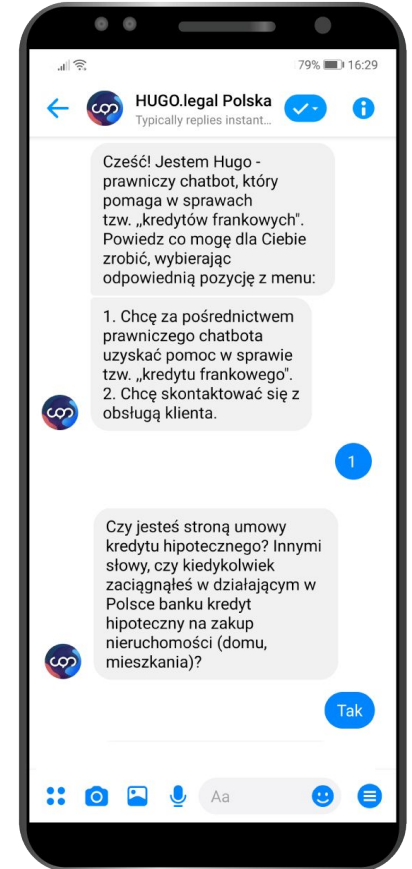 79% 16:29
HUGO.legal Polska
Typically replies instant...
Cześć! Jestem Hugo -
prawniczy chatbot, który
pomaga w sprawach
tzw. ,,kredytów frankowych".
Powiedz co mogę dla Ciebie
zrobić, wybierając
odpowiednią pozycję z menu:
1. Chcę za pośrednictwem
prawniczego chatbota
uzyskać pomoc w sprawie
tzw. ,,kredytu frankowego".
2. Chcę skontaktować się z
obsługą klienta.
1
Czy jesteś stroną umowy
kredytu hipotecznego? Innymi
słowy, czy kiedykolwiek
zaciągnąłeś w działającym w
Polsce banku kredyt
hipoteczny na zakup
nieruchomości (domu,
mieszkania)?
Tak
Aa